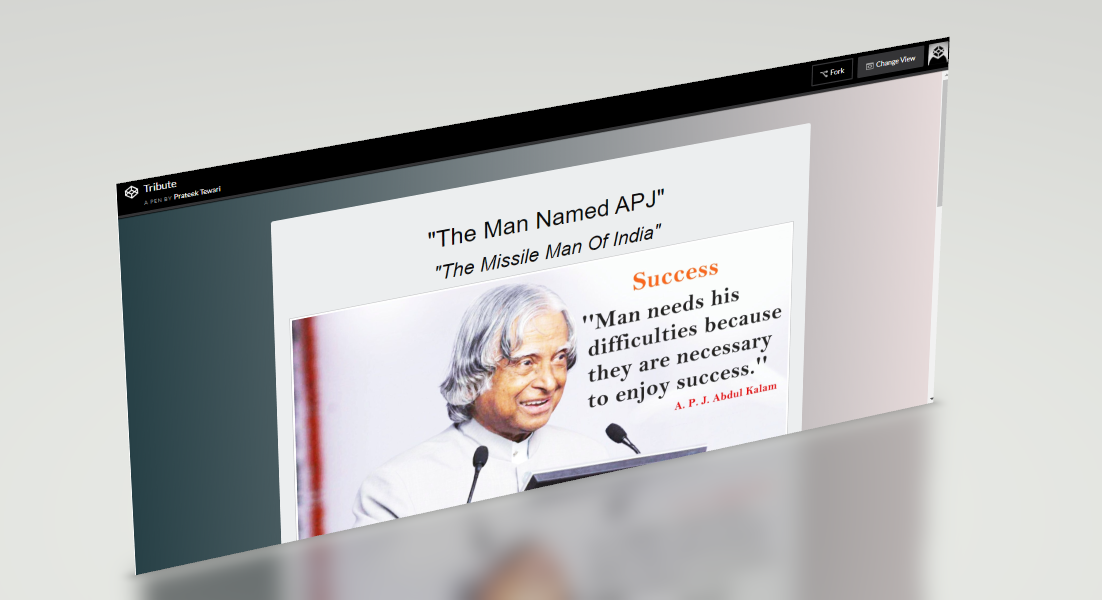 Tribute
A PEN BY Prateek Tewari
Fork
Change View
"The Man Named APJ"
"The Missile Man Of India"
Success
"Man needs his
difficulties because
they are necessary
to enjoy success."
A. P. J. Abdul Kalam